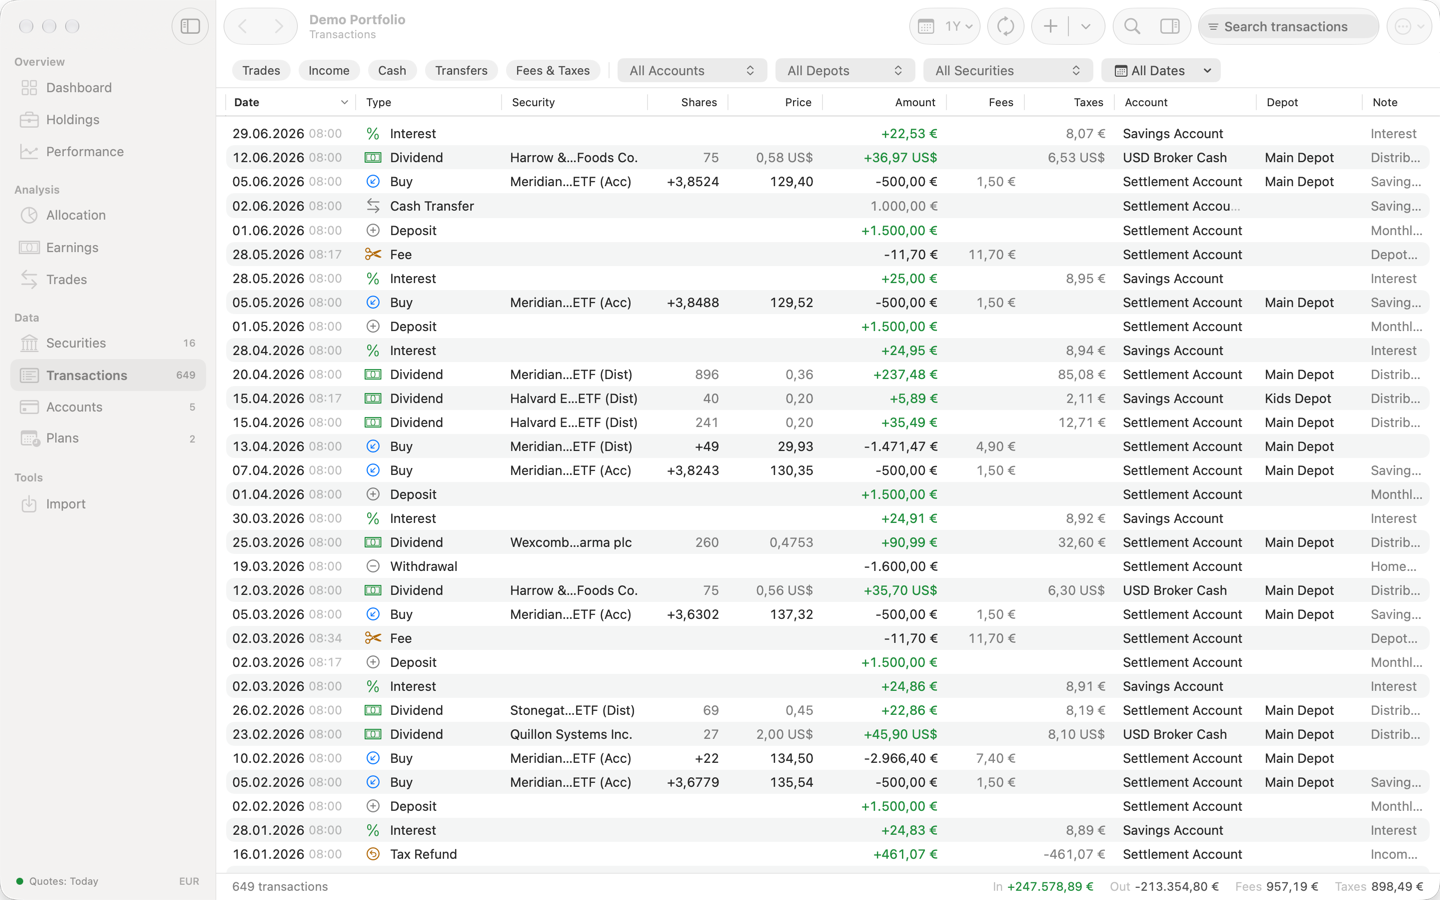 Demo Portfolio
Transactions
1Y
Search transactions
Overview
Dashboard
Holdings
Performance
Analysis
Allocation
Earnings
Trades
Data
Securities 16
Transactions 649
Accounts 5
Plans 2
Tools
Import
Quotes: Today EUR
Trades Income Cash Transfers Fees & Taxes All Accounts All Depots All Securities All Dates
Date Type Security Shares Price Amount Fees Taxes Account Depot Note
29.06.2026 08:00 Interest +22,53 € 8,07 € Savings Account Interest
12.06.2026 08:00 Dividend Harrow &...Foods Co. 75 0,58 US$ +36,97 US$ 6,53 US$ USD Broker Cash Main Depot Distrib...
05.06.2026 08:00 Buy Meridian...ETF (Acc) +3,8524 129,40 -500,00 € 1,50 € Settlement Account Main Depot Saving...
02.06.2026 08:00 Cash Transfer 1.000,00 € Settlement Accou... Saving...
01.06.2026 08:00 Deposit +1.500,00 € Settlement Account Monthl...
28.05.2026 08:17 Fee -11,70 € 11,70 € Settlement Account Depot...
28.05.2026 08:00 Interest +25,00 € 8,95 € Savings Account Interest
05.05.2026 08:00 Buy Meridian...ETF (Acc) +3,8488 129,52 -500,00 € 1,50 € Settlement Account Main Depot Saving...
01.05.2026 08:00 Deposit +1.500,00 € Settlement Account Monthl...
28.04.2026 08:00 Interest +24,95 € 8,94 € Savings Account Interest
20.04.2026 08:00 Dividend Meridian...ETF (Dist) 896 0,36 +237,48 € 85,08 € Settlement Account Main Depot Distrib...
15.04.2026 08:17 Dividend Halvard E...ETF (Dist) 40 0,20 +5,89 € 2,11 € Savings Account Kids Depot Distrib...
15.04.2026 08:00 Dividend Halvard E...ETF (Dist) 241 0,20 +35,49 € 12,71 € Settlement Account Main Depot Distrib...
13.04.2026 08:00 Buy Meridian...ETF (Dist) +49 29,93 -1.471,47 € 4,90 € Settlement Account Main Depot
07.04.2026 08:00 Buy Meridian...ETF (Acc) +3,8243 130,35 -500,00 € 1,50 € Settlement Account Main Depot Saving...
01.04.2026 08:00 Deposit +1.500,00 € Settlement Account Monthl...
30.03.2026 08:00 Interest +24,91 € 8,92 € Savings Account Interest
25.03.2026 08:00 Dividend Wexcomb...arma plc 260 0,4753 +90,99 € 32,60 € Settlement Account Main Depot Distrib...
19.03.2026 08:00 Withdrawal -1.600,00 € Settlement Account Home...
12.03.2026 08:00 Dividend Harrow &...Foods Co. 75 0,56 US$ +35,70 US$ 6,30 US$ USD Broker Cash Main Depot Distrib...
05.03.2026 08:00 Buy Meridian...ETF (Acc) +3,6302 137,32 -500,00 € 1,50 € Settlement Account Main Depot Saving...
02.03.2026 08:34 Fee -11,70 € 11,70 € Settlement Account Depot...
02.03.2026 08:17 Deposit +1.500,00 € Settlement Account Monthl...
02.03.2026 08:00 Interest +24,86 € 8,91 € Savings Account Interest
26.02.2026 08:00 Dividend Stonegat...ETF (Dist) 69 0,45 +22,86 € 8,19 € Settlement Account Main Depot Distrib...
23.02.2026 08:00 Dividend Quillon Systems Inc. 27 2,00 US$ +45,90 US$ 8,10 US$ USD Broker Cash Main Depot Distrib...
10.02.2026 08:00 Buy Meridian...ETF (Acc) +22 134,50 -2.966,40 € 7,40 € Settlement Account Main Depot
05.02.2026 08:00 Buy Meridian...ETF (Acc) +3,6779 135,54 -500,00 € 1,50 € Settlement Account Main Depot Saving...
02.02.2026 08:00 Deposit +1.500,00 € Settlement Account Monthl...
28.01.2026 08:00 Interest +24,83 € 8,89 € Savings Account Interest
16.01.2026 08:00 Tax Refund +461,07 € -461,07 € Settlement Account Incom...
649 transactions In +247.578,89 € Out -213.354,80 € Fees 957,19 € Taxes 898,49 €